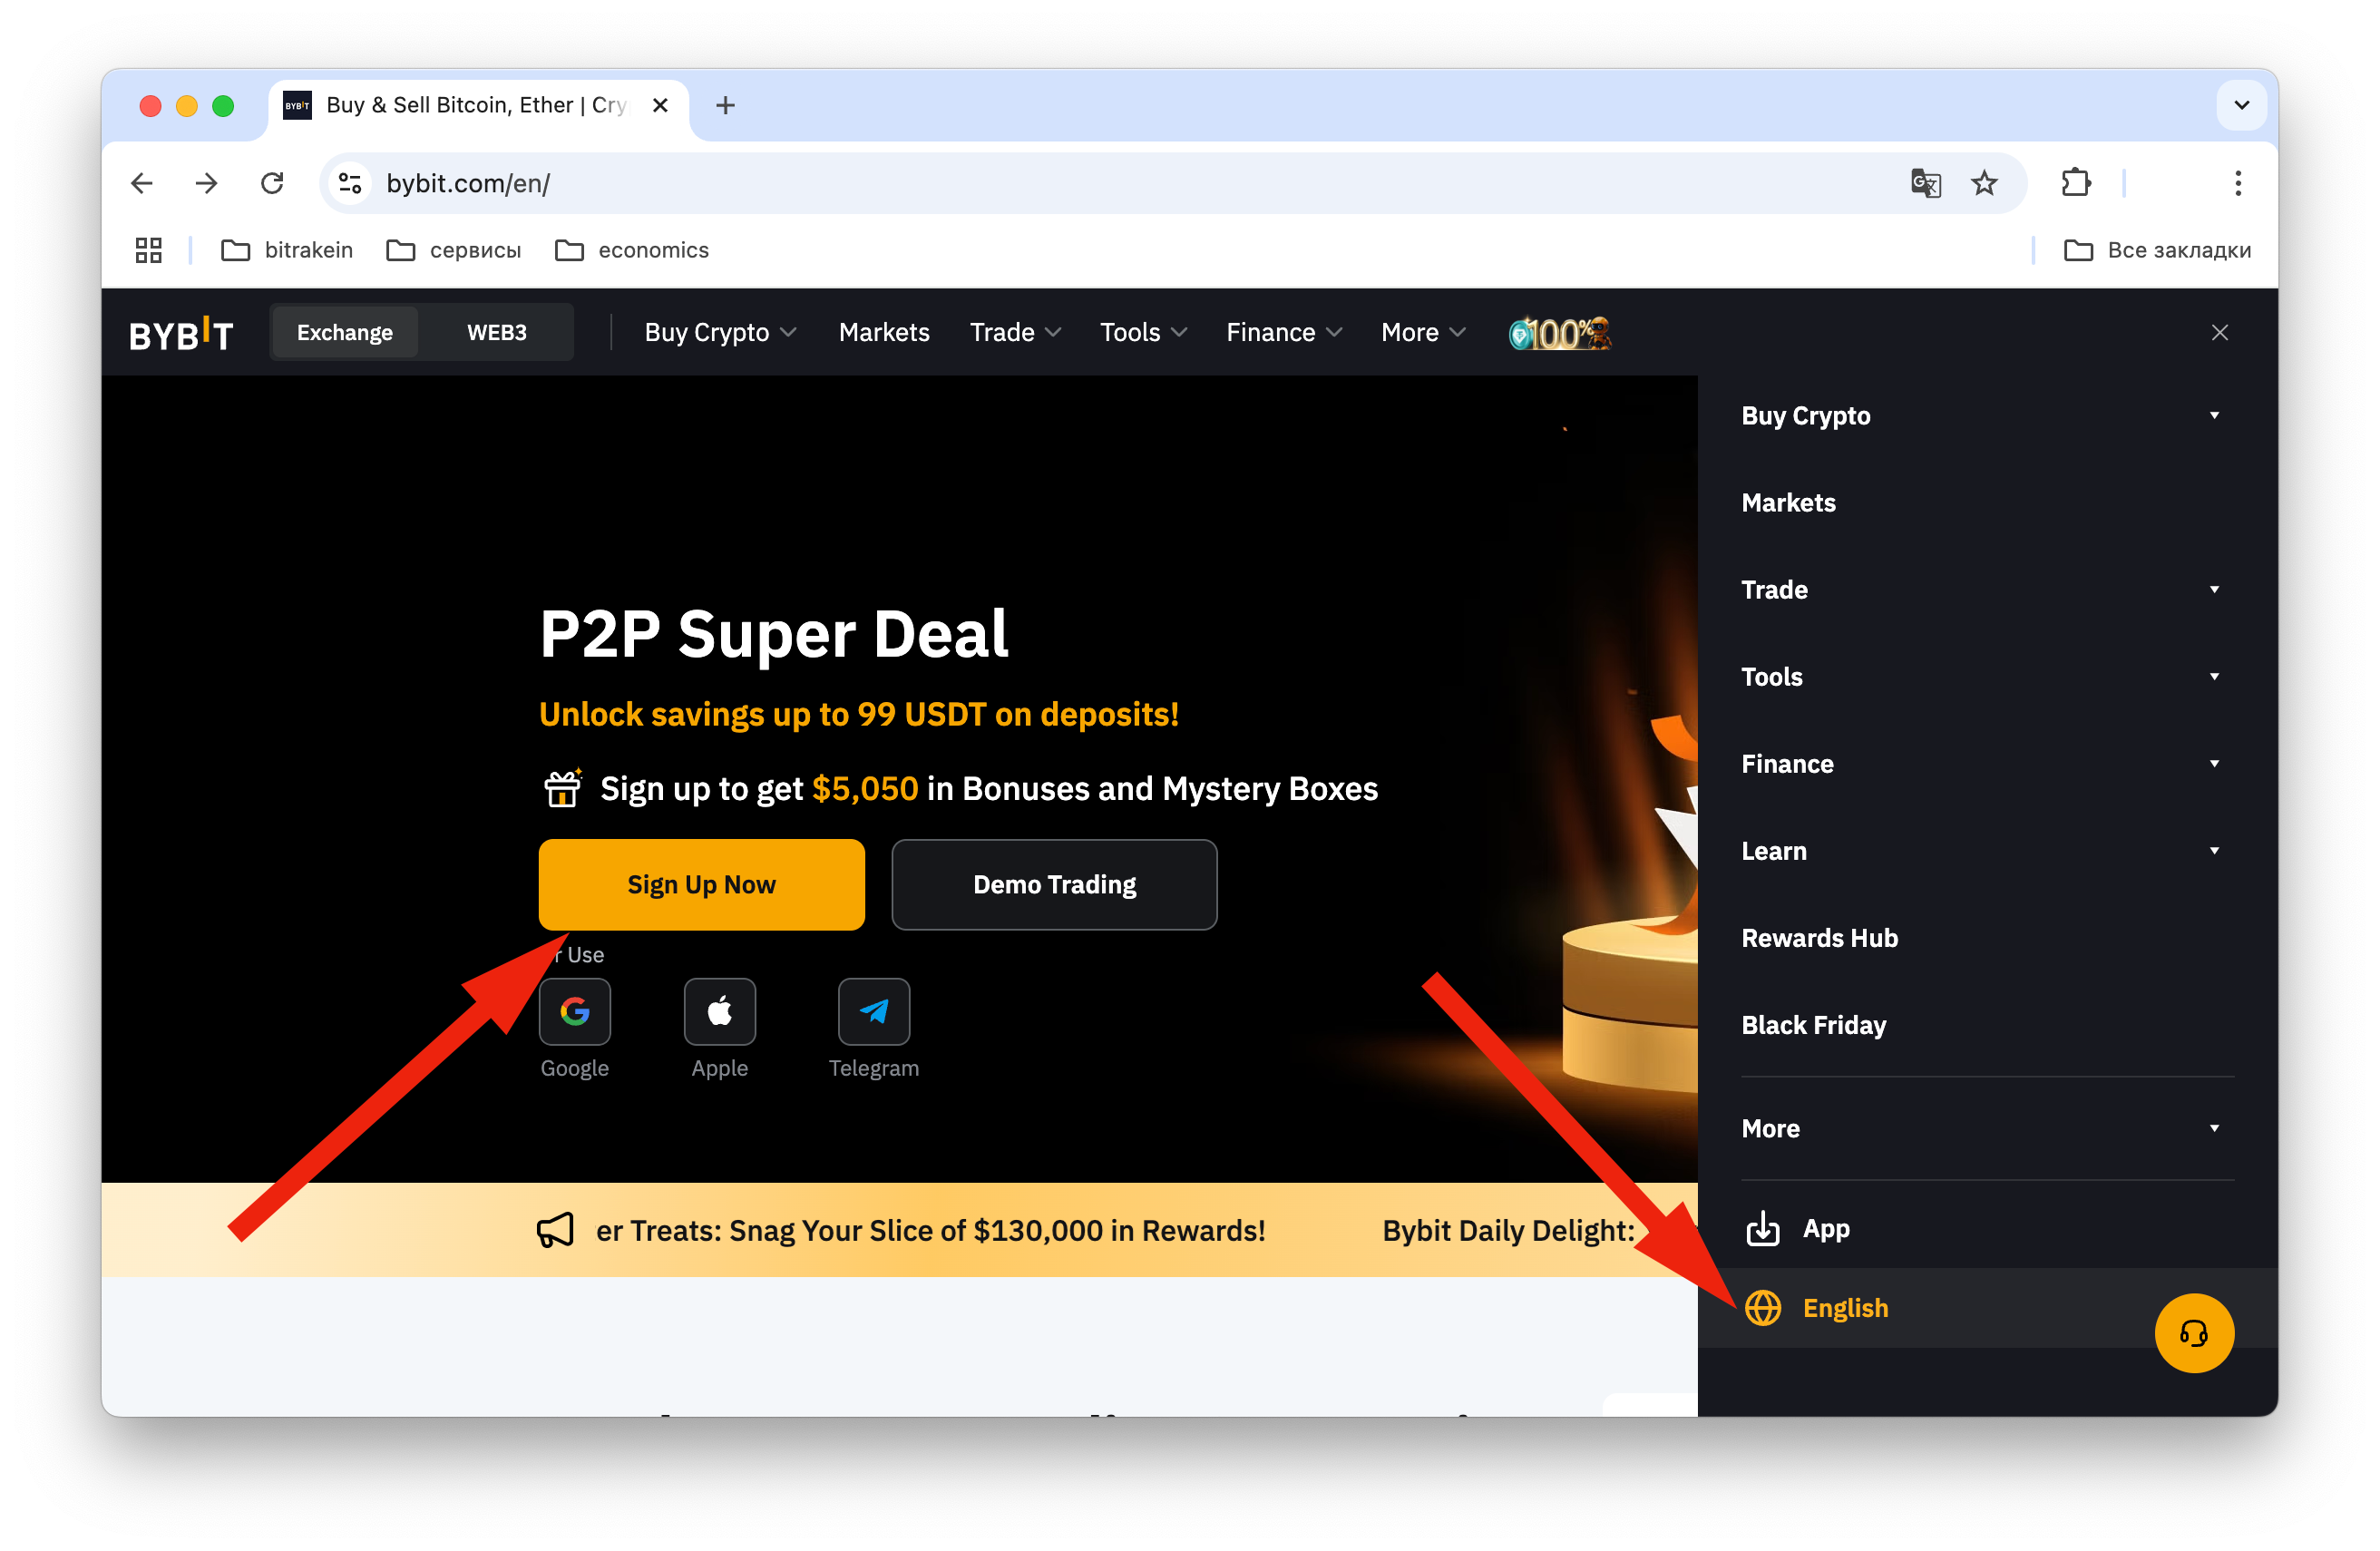 BYBIT Buy & Sell Bitcoin, Ether | Cry
bybit.com/en/
bitrakein сервисы economics Все закладки
BYBIT Exchange WEB3 Buy Crypto Markets Trade Tools Finance More 100%
P2P Super Deal
Unlock savings up to 99 USDT on deposits!
Sign up to get $5,050 in Bonuses and Mystery Boxes
Sign Up Now Demo Trading
r Use
Google Apple Telegram
er Treats: Snag Your Slice of $130,000 in Rewards! Bybit Daily Delight:
Buy Crypto
Markets
Trade
Tools
Finance
Learn
Rewards Hub
Black Friday
More
App
English